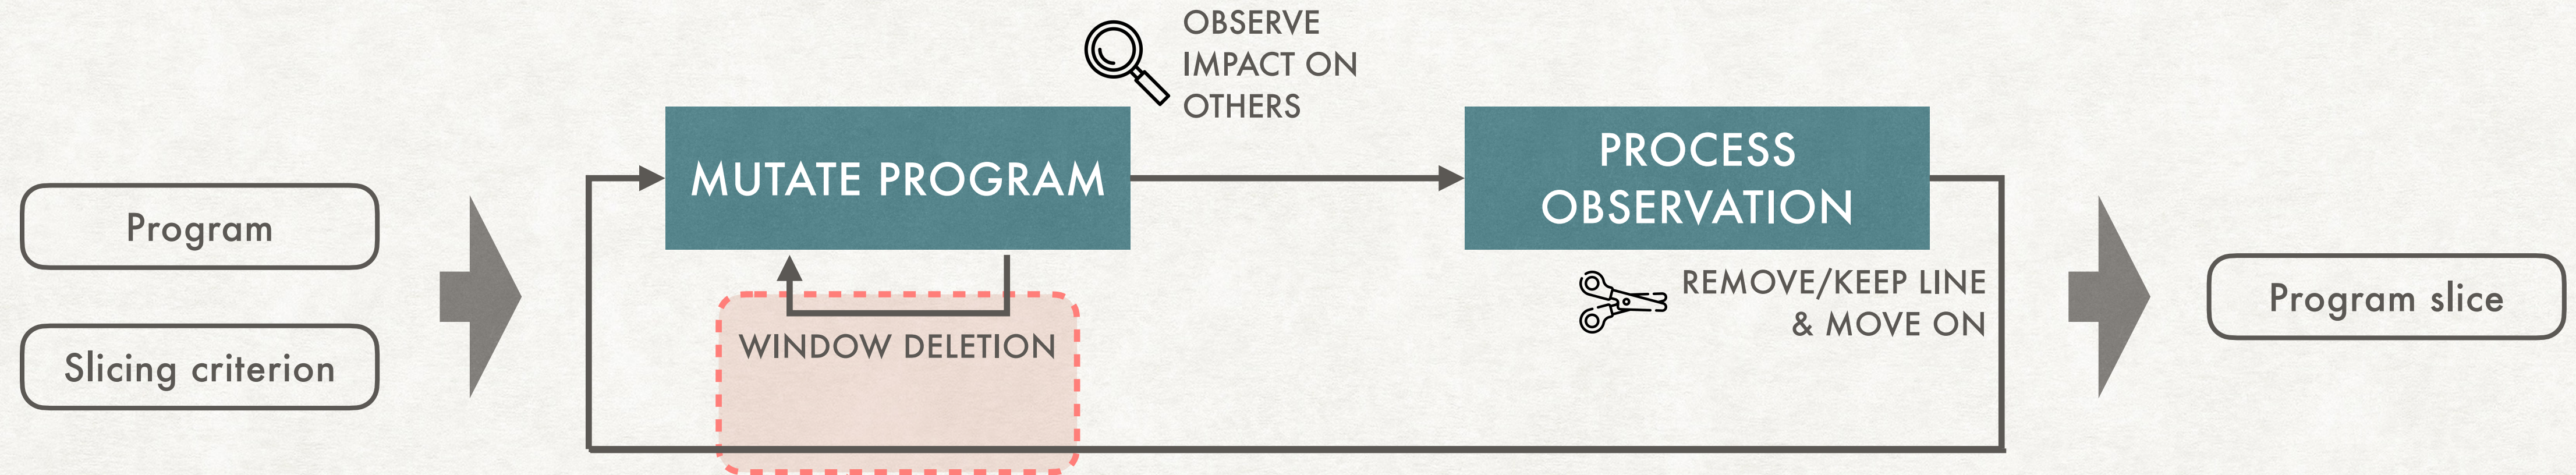 Program
Slicing criterion
MUTATE PROGRAM
WINDOW DELETION
OBSERVE
IMPACT ON
OTHERS
PROCESS
OBSERVATION
REMOVE/KEEP LINE
& MOVE ON
Program slice